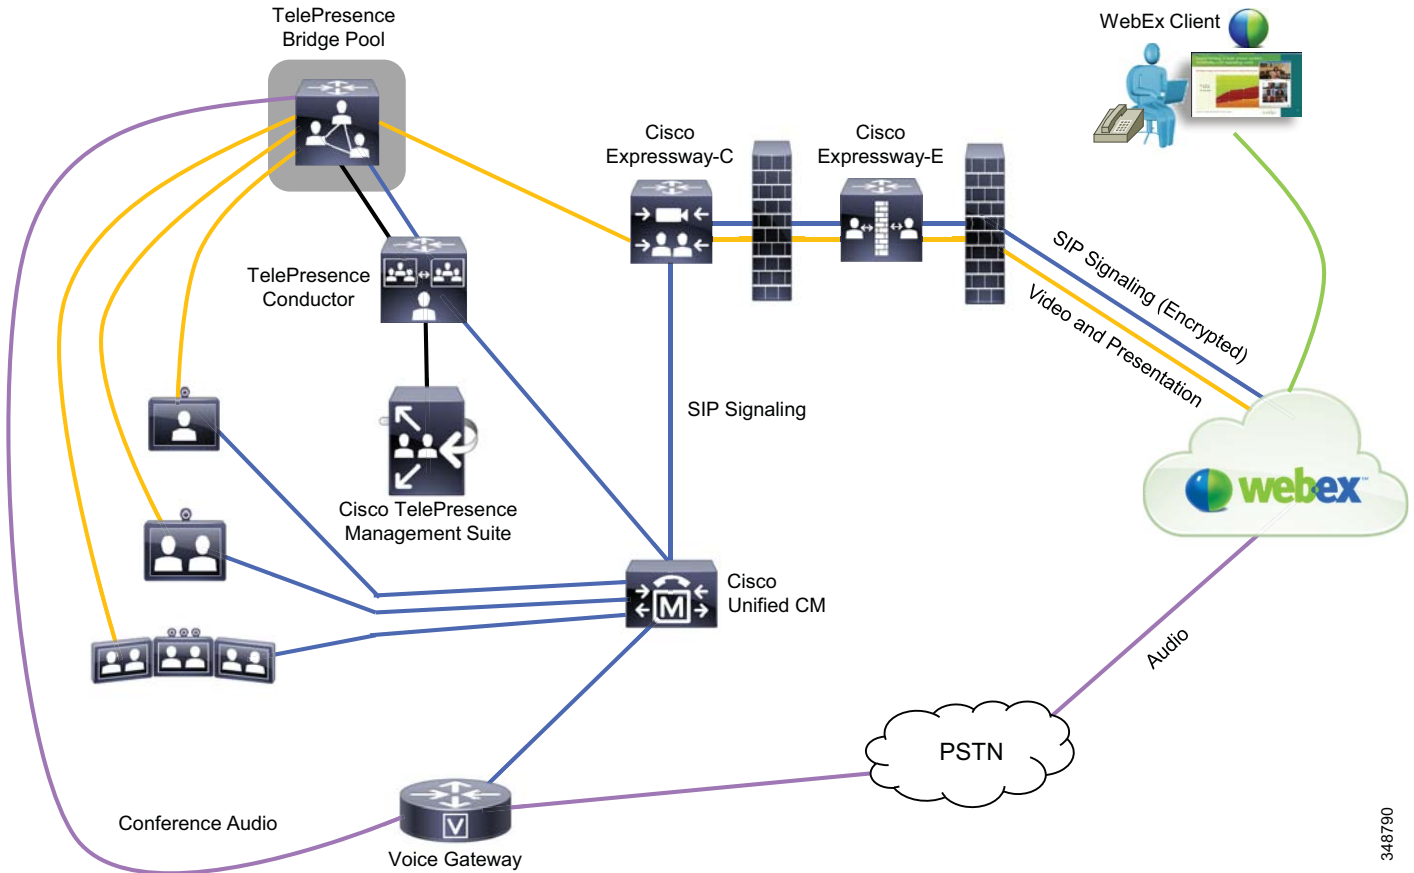 TelePresence
Bridge Pool
WebEx Client
Cisco
Expressway-C
Cisco
Expressway-E
TelePresence
Conductor
SIP Signaling (Encrypted)
Video and Presentation
SIP Signaling
webex
Cisco TelePresence
Management Suite
Cisco
Unified CM
M
Audio
PSTN
Conference Audio
V
Voice Gateway
348790